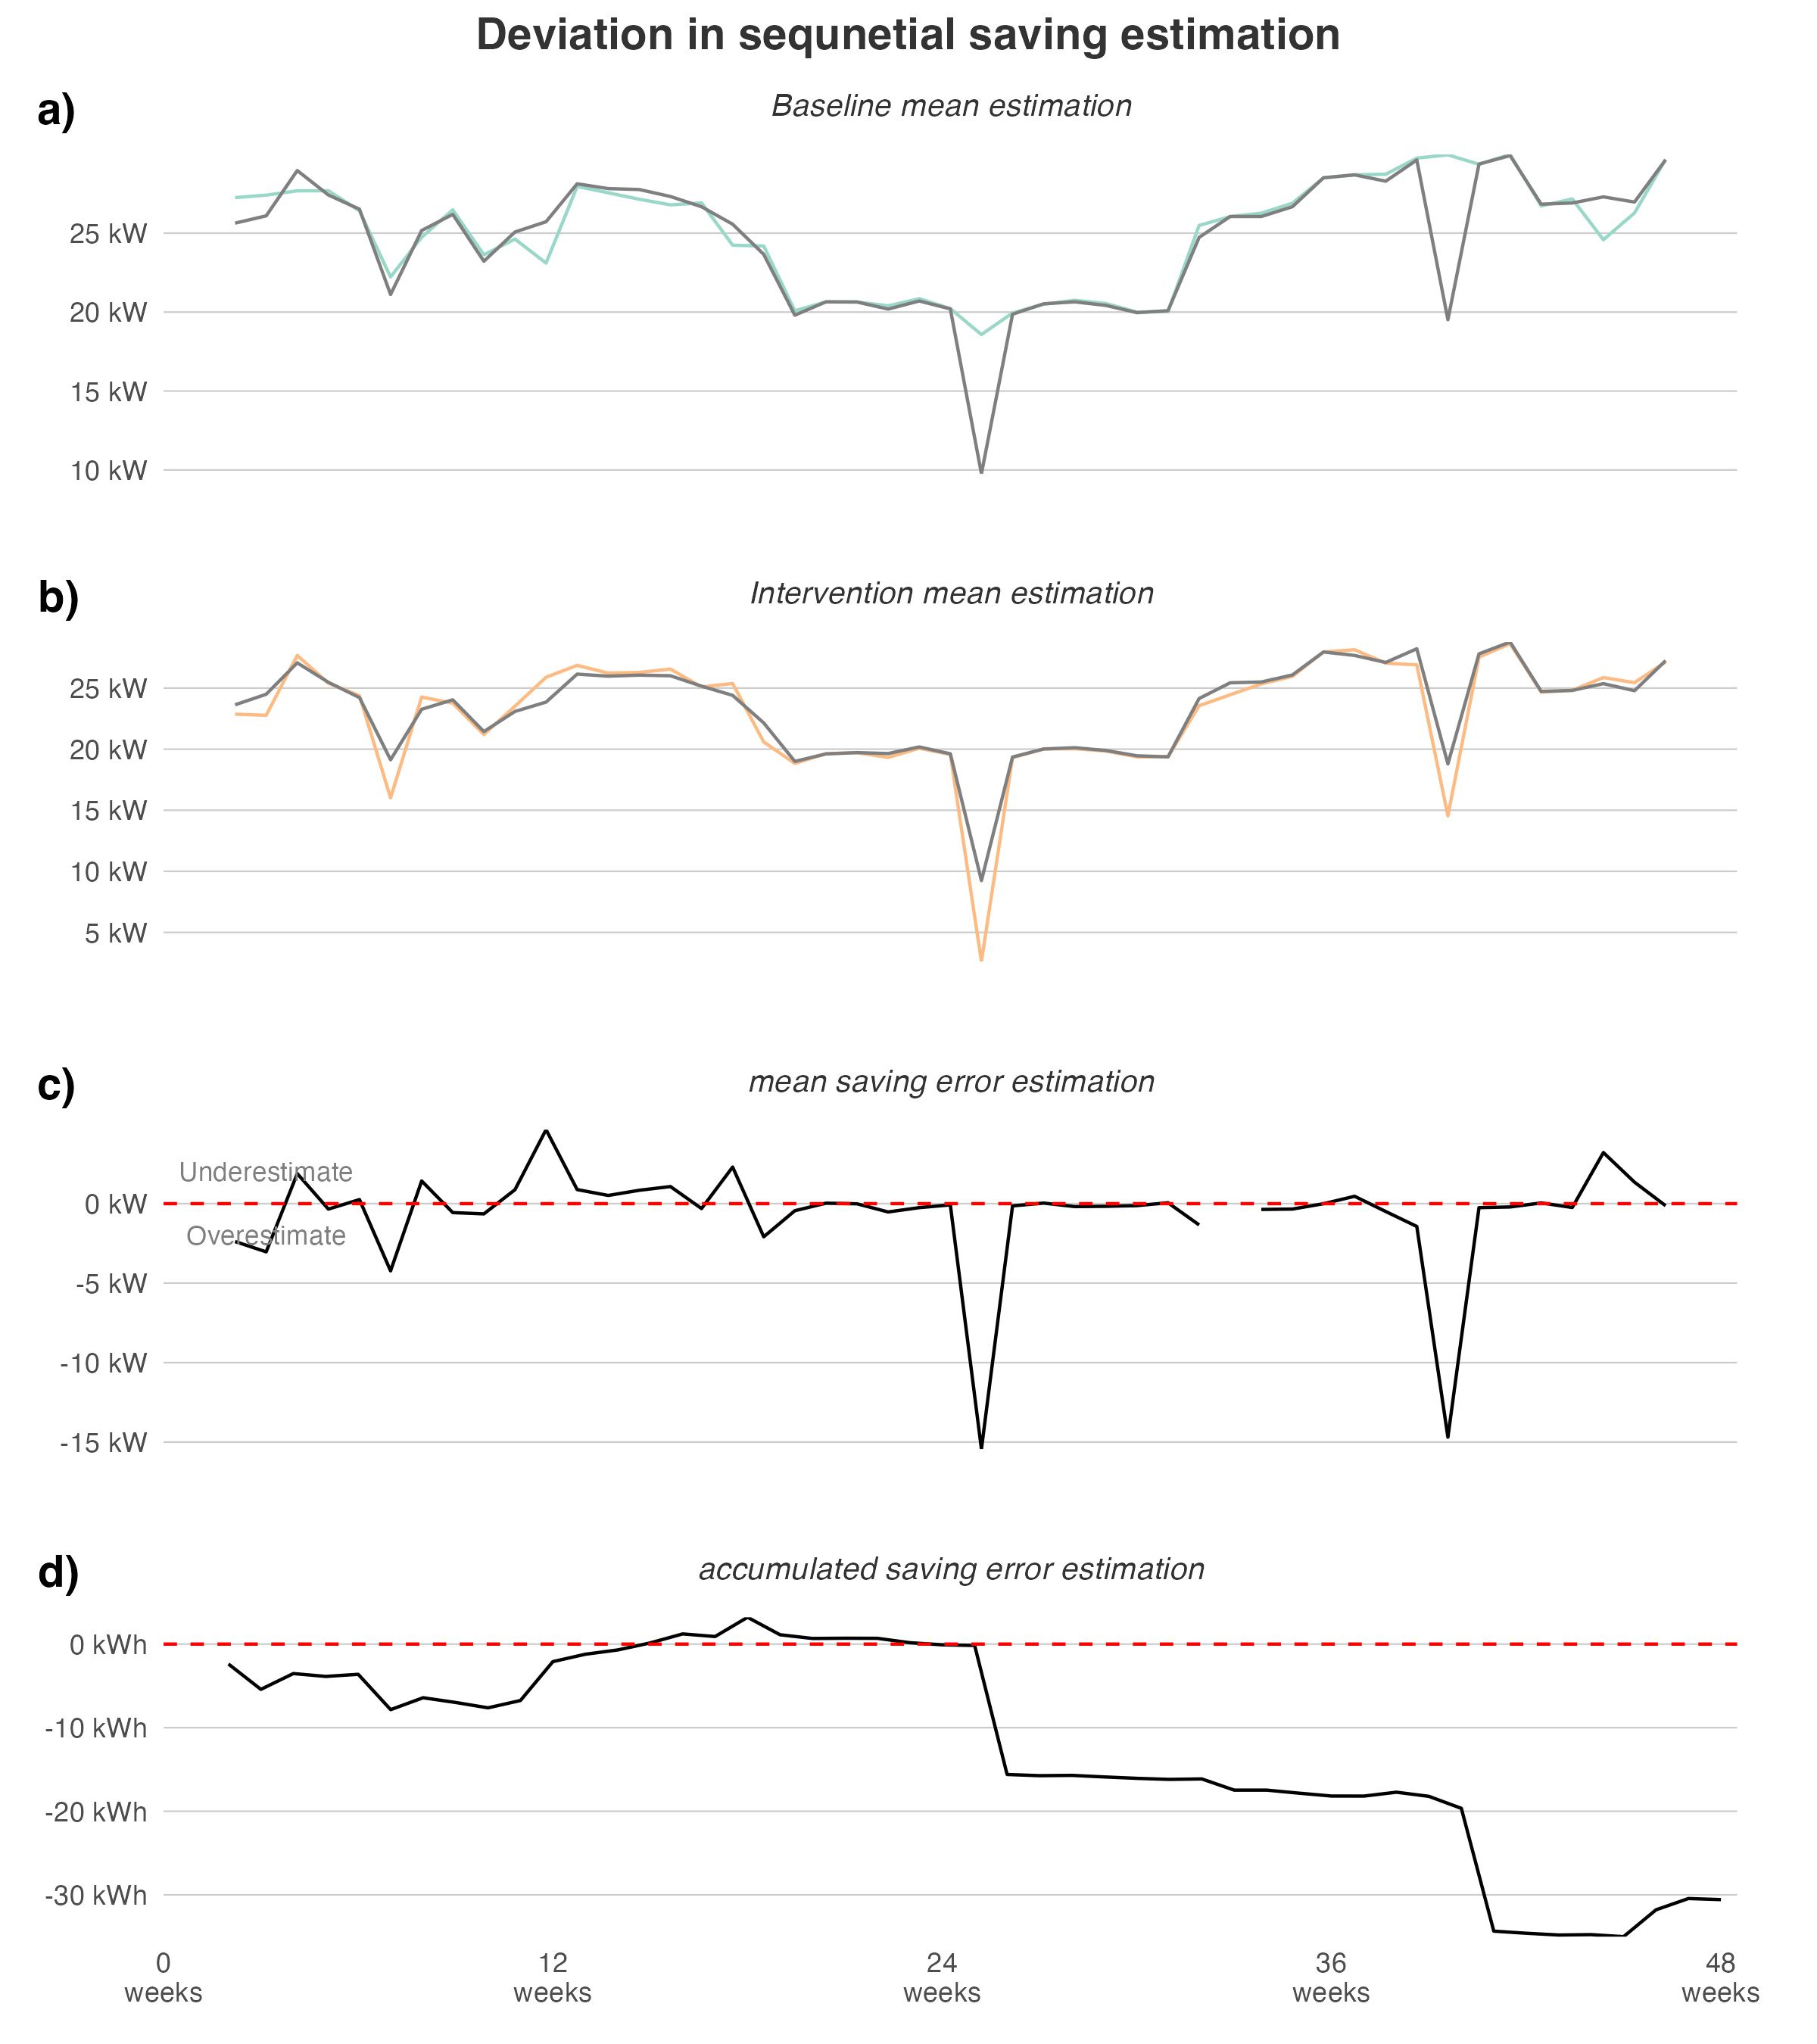 Deviation in sequnetial saving estimation
a)
Baseline mean estimation
25 kW
20 kW
15 kW
10 kW
b)
Intervention mean estimation
25 kW
20 kW
15 kW
10 kW
5 kW
c)
mean saving error estimation
Underestimate
0 kW
Overestimate
-5 kW
-10 kW
-15 kW
d)
accumulated saving error estimation
0 kWh
-10 kWh
-20 kWh
-30 kWh
0 12 24 36 48
weeks weeks weeks weeks weeks